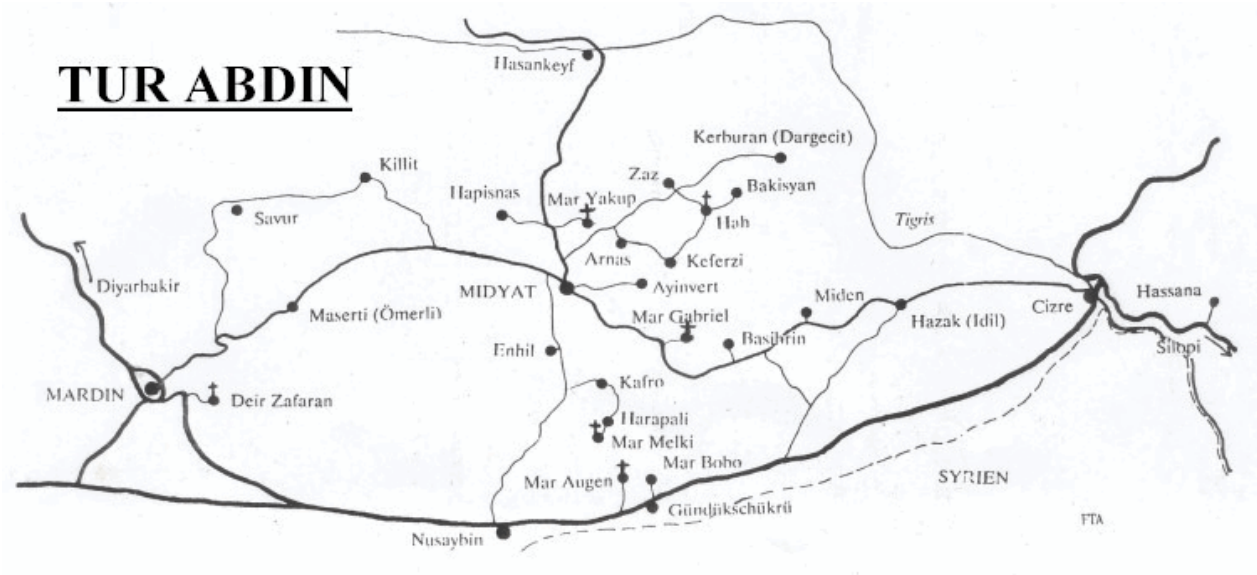 TUR ABDIN
Hasankeyf
Kerburan (Dargecit)
Killit
Zaz
Bakisyan
Hapisnas
Mar Yakup
Savur
Hah
Tigris
Arnas
Keferzi
Diyarbakir
MIDYAT
Ayinvert
Miden
Hassana
Maserti (Ömerli)
Mar Gabriel
Hazak (Idil)
Cizre
Enhil
Basibrin
Silopi
Kafro
MARDIN
Deir Zafaran
Harapali
Mar Melki
Mar Bobo
Mar Augen
SYRIEN
Gündükschükrü
Nusaybin
FTA